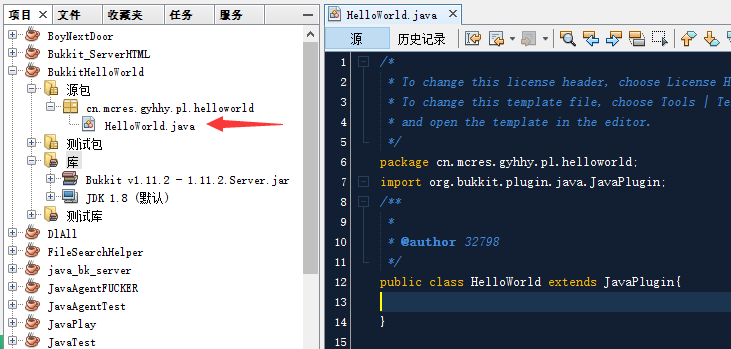 项目 文件 收藏夹 任务 服务
BoyNextDoor
Bukkit_ServerHTML
BukkitHelloWorld
源包
cn.mcres.gyhhy.pl.helloworld
HelloWorld.java
测试包
库
Bukkit v1.11.2 - 1.11.2.Server.jar
JDK 1.8 (默认)
测试库
DlAll
FileSearchHelper
java_bk_server
JavaAgentFUCKER
JavaAgentTest
JavaPlay
JavaTest
HelloWorld.java
源 历史记录
1 /*
2 * To change this license header, choose License H
3 * To change this template file, choose Tools | Te
4 * and open the template in the editor.
5 */
6 package cn.mcres.gyhhy.pl.helloworld;
7 import org.bukkit.plugin.java.JavaPlugin;
8 /**
9 *
10 * @author 32798
11 */
12 public class HelloWorld extends JavaPlugin{
13
14 }
15